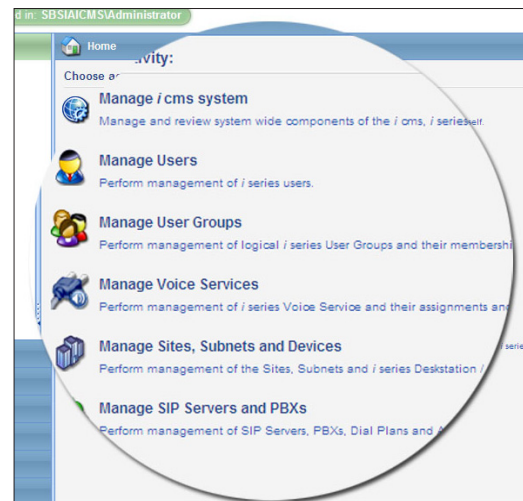 d in: SBSIAICMS\Administrator
Home
vity:
Choose a
Manage i cms system
Manage and review system wide components of the i cms, i series elf.
Manage Users
Perform management of i series users.
Manage User Groups
Perform management of logical i series User Groups and their membershi
Manage Voice Services
Perform management of i series Voice Service and their assignments and
Manage Sites, Subnets and Devices
Perform management of the Sites, Subnets and i series Deskstation / i serie
Manage SIP Servers and PBXs
Perform management of SIP Servers, PBXs, Dial Plans and A